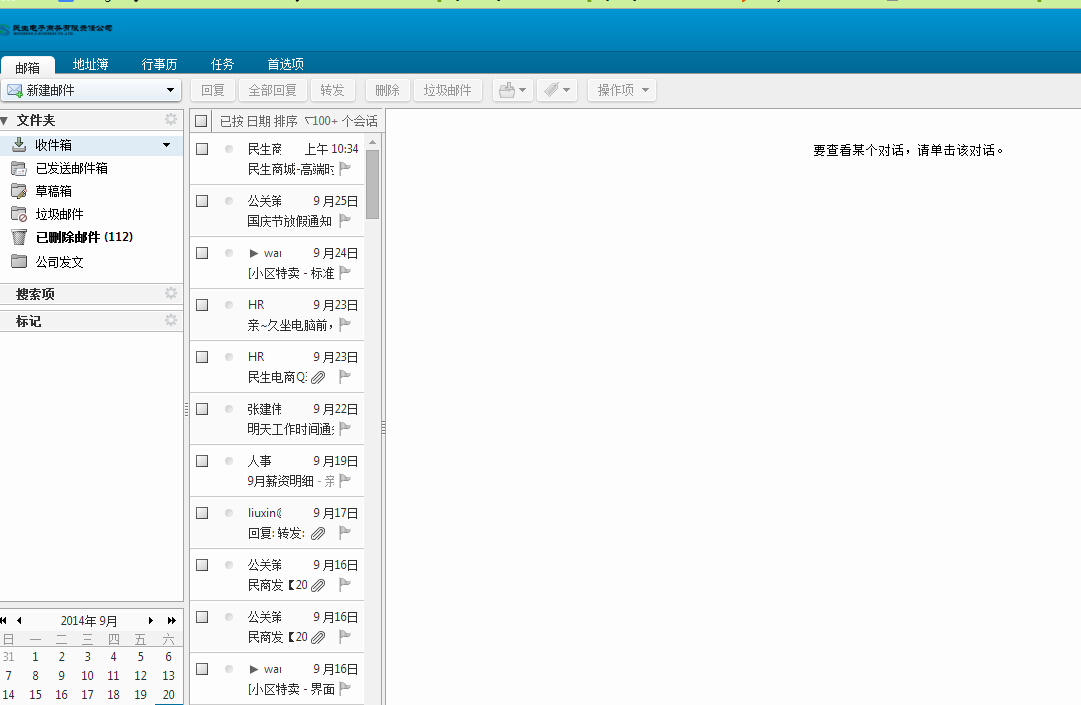 民生电子商务有限责任公司
邮箱 地址簿 行事历 任务 首选项
新建邮件 回复 全部回复 转发 删除 垃圾邮件 操作项
文件夹
收件箱
已发送邮件箱
草稿箱
垃圾邮件
已删除邮件 (112)
公司发文
搜索项
标记
2014年 9月
日 一 二 三 四 五 六
31 1 2 3 4 5 6
7 8 9 10 11 12 13
14 15 16 17 18 19 20
已按 日期 排序 100+ 个会话
民生商 上午 10:34
民生商城-高端时
公关第 9 月25日
国庆节放假通知
▶ wan 9 月24日
[小区特卖 - 标准
HR 9 月23日
亲~久坐电脑前，
HR 9 月23日
民生电商Q
张建伟 9 月22日
明天工作时间通知
人事 9 月19日
9月薪资明细 - 亲
liuxin@ 9 月17日
回复: 转发:
公关第 9 月16日
民商发【20
公关第 9 月16日
民商发【20
▶ wan 9 月16日
[小区特卖 - 界面
要查看某个对话，请单击该对话。